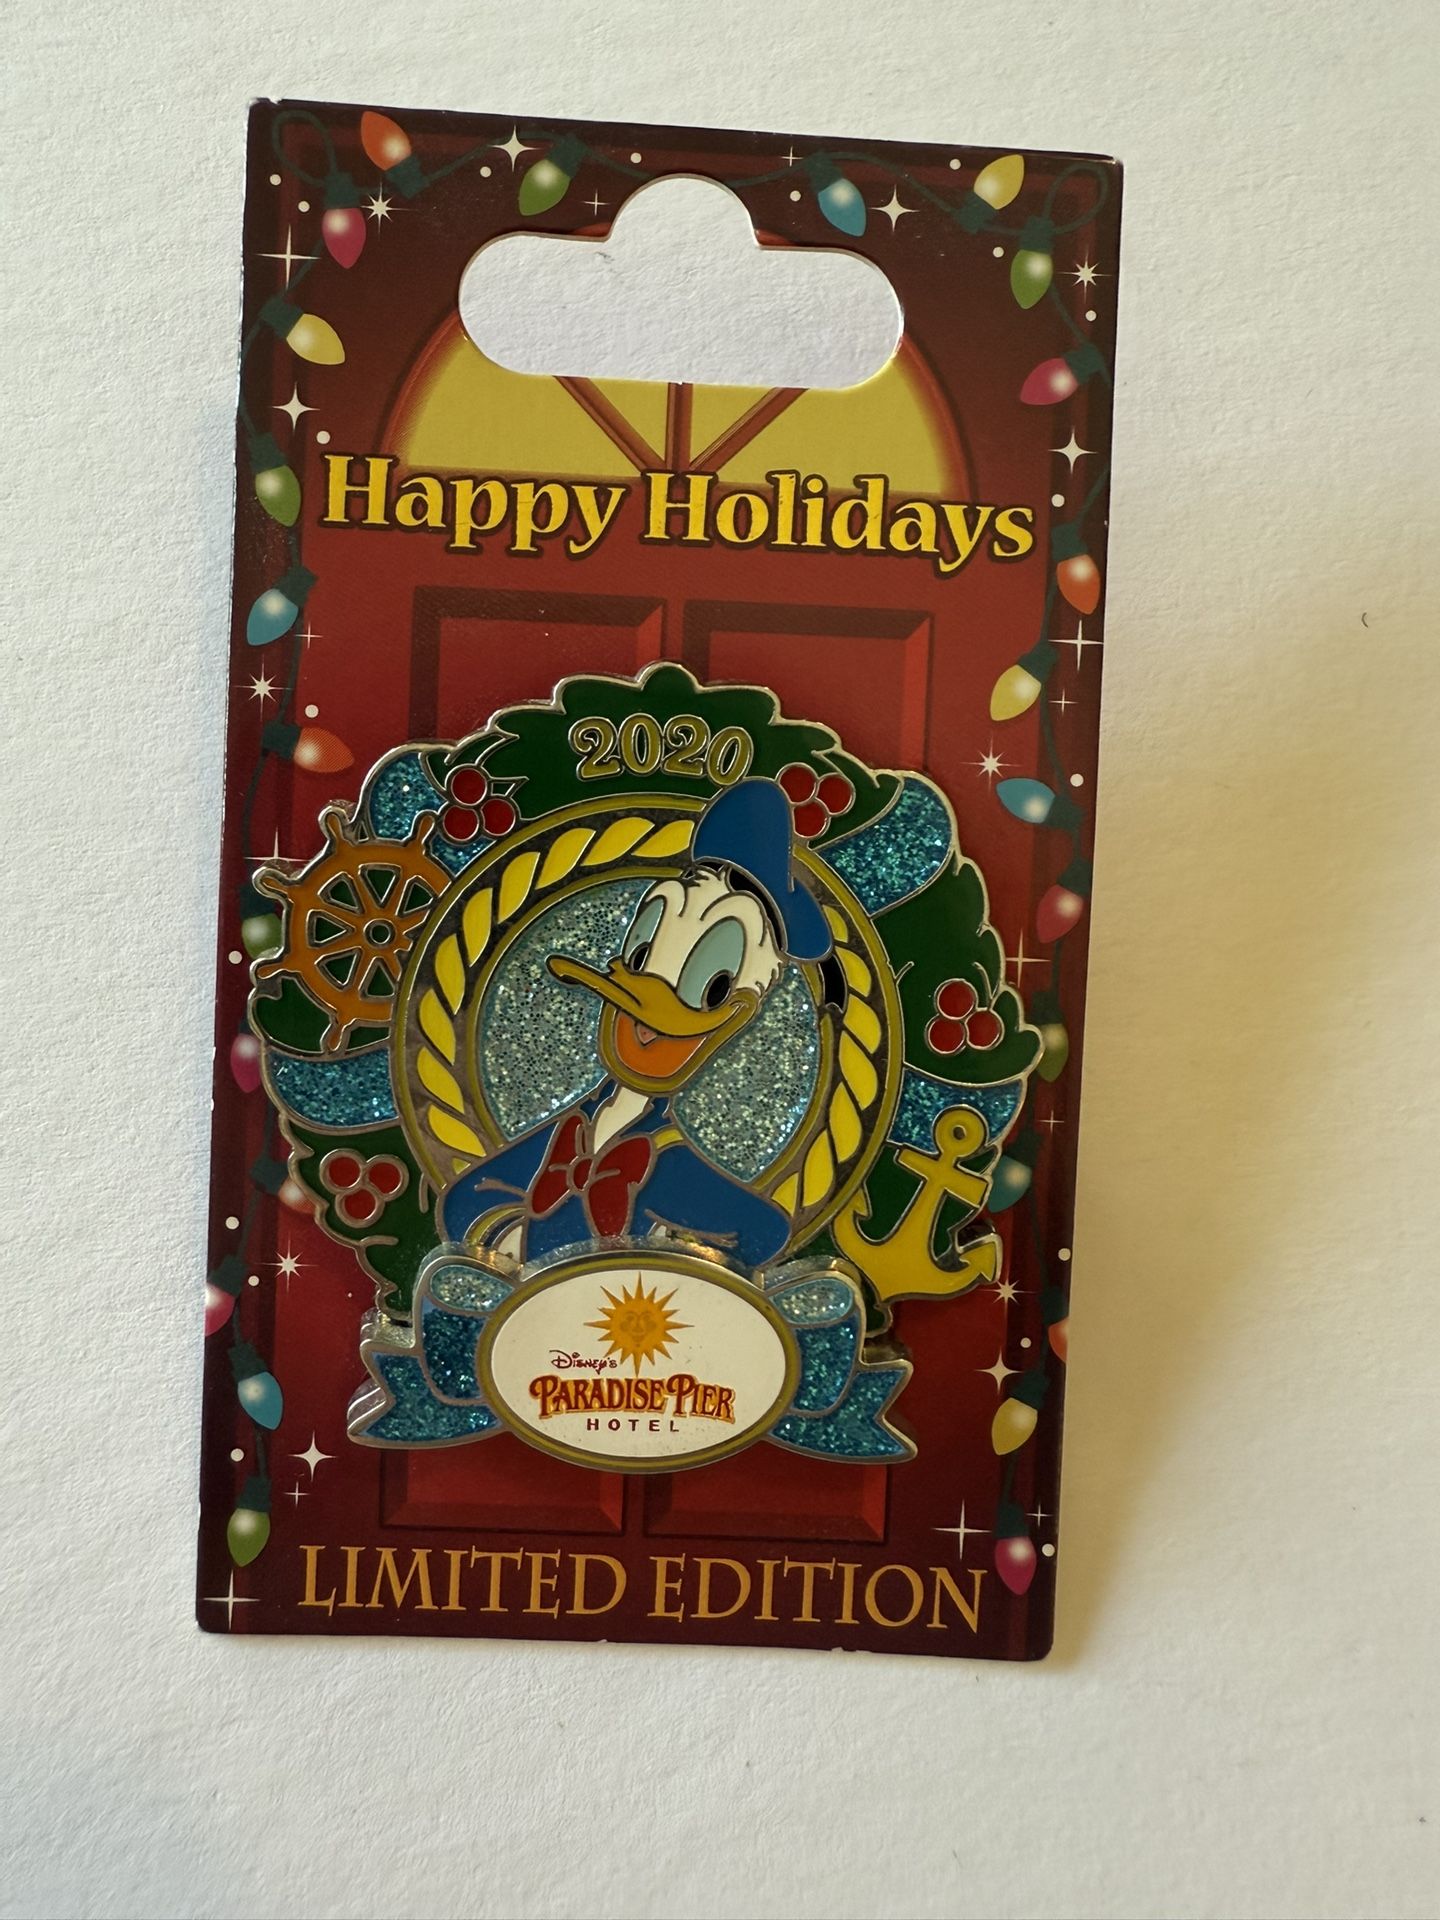 Happy Holidays
2020
Disney's
PARADISE PIER
HOTEL
LIMITED EDITION